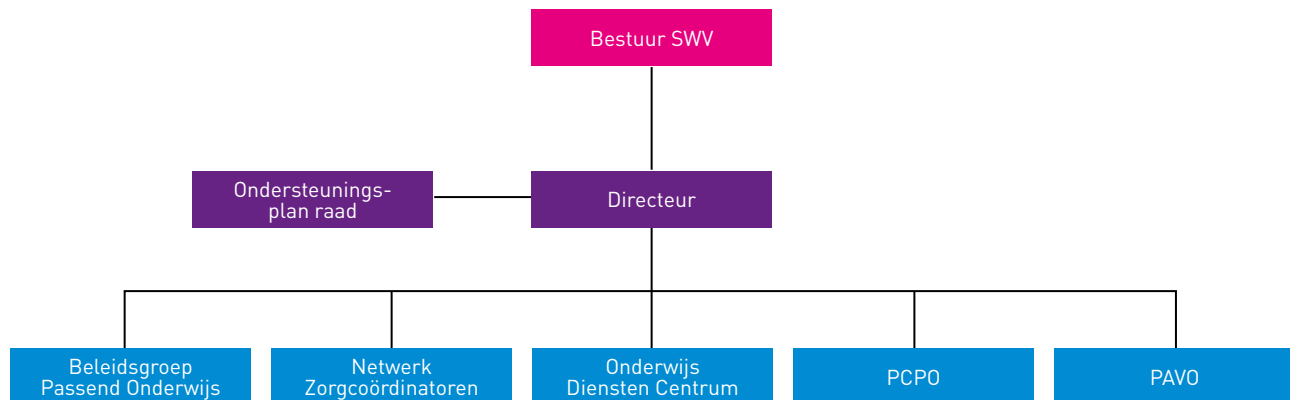 Bestuur SWV
Ondersteunings-
plan raad
Directeur
Beleidsgroep
Passend Onderwijs
Netwerk
Zorgcoördinatoren
Onderwijs
Diensten Centrum
PCPO
PAVO